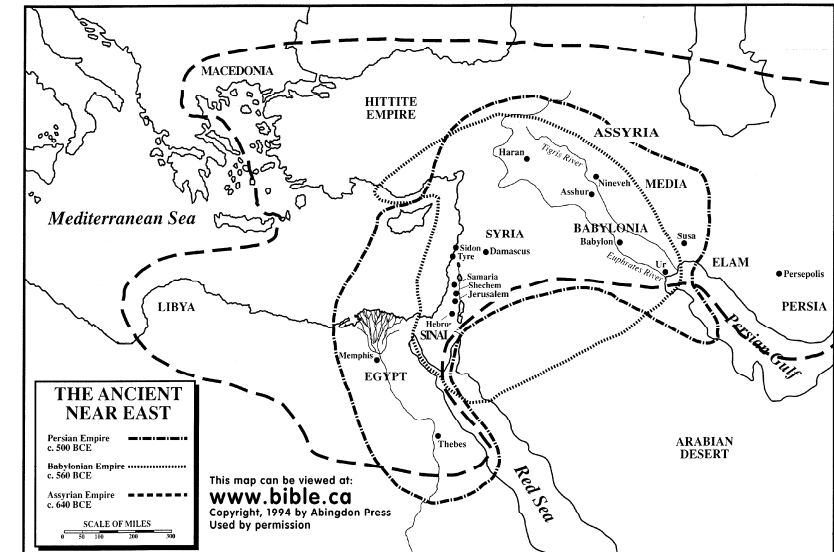 MACEDONIA
HITTITE
EMPIRE
ASSYRIA
Haran
Tigris River
Nineveh
MEDIA
Asshur
Mediterranean Sea
SYRIA
BABYLONIA
Babylon
Susa
Sidon
Tyre
Damascus
Euphrates River
Ur
ELAM
Persepolis
Samaria
Shechem
Jerusalem
LIBYA
PERSIA
Hebron
SINAI
Persian Gulf
Memphis
EGYPT
THE ANCIENT
NEAR EAST
Persian Empire
c. 500 BCE
Babylonian Empire
c. 560 BCE
Assyrian Empire
c. 640 BCE
SCALE OF MILES
0 50 100 200 300
Thebes
ARABIAN
DESERT
Red Sea
This map can be viewed at:
www.bible.ca
Copyright, 1994 by Abingdon Press
Used by permission